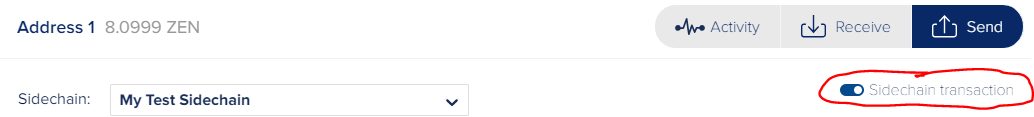 Address 1 8.0999 ZEN Activity Receive Send
Sidechain: My Test Sidechain Sidechain transaction